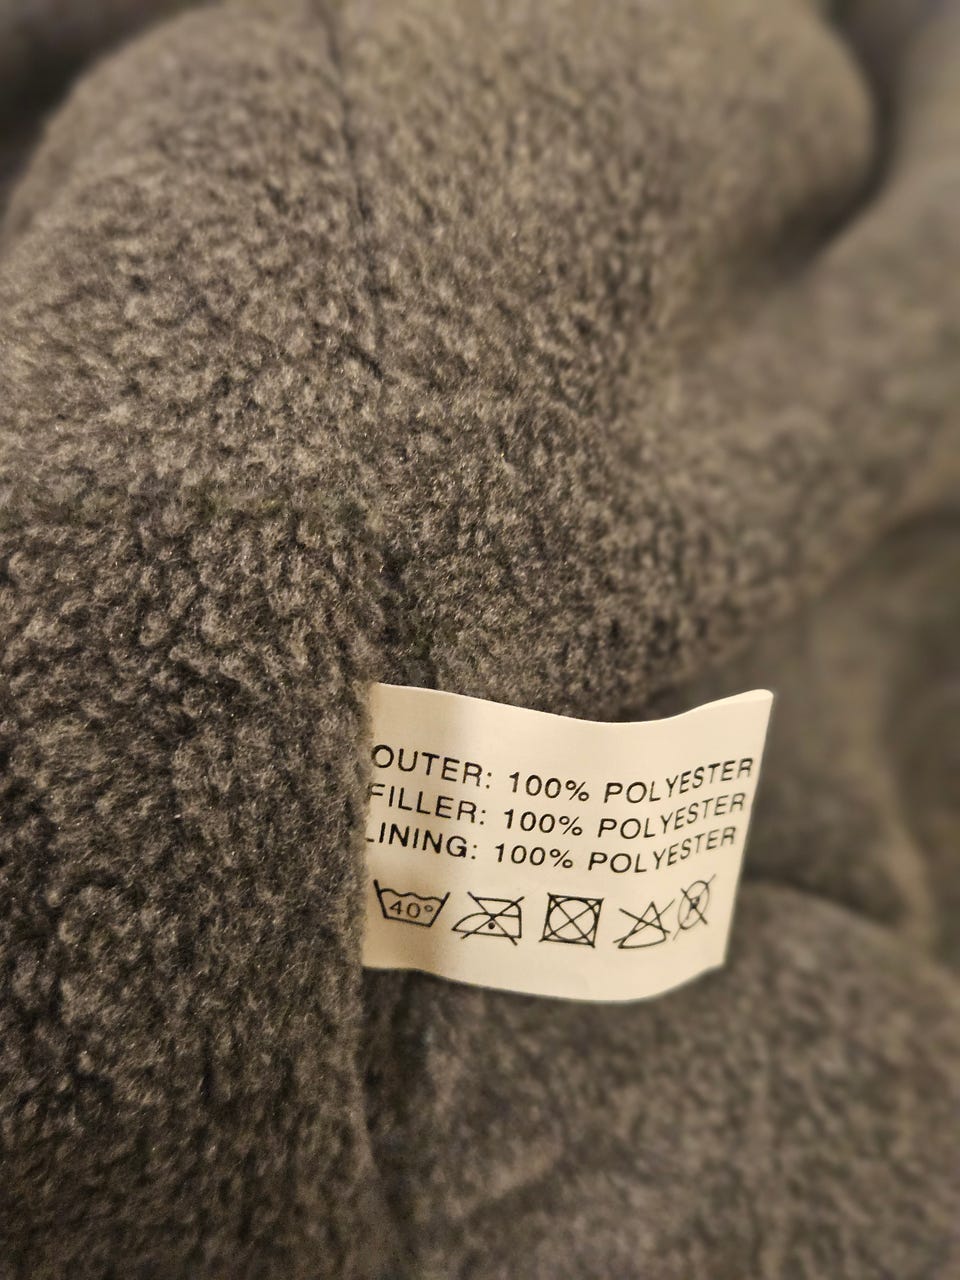 OUTER: 100% POLYESTER
FILLER: 100% POLYESTER
LINING: 100% POLYESTER
40°